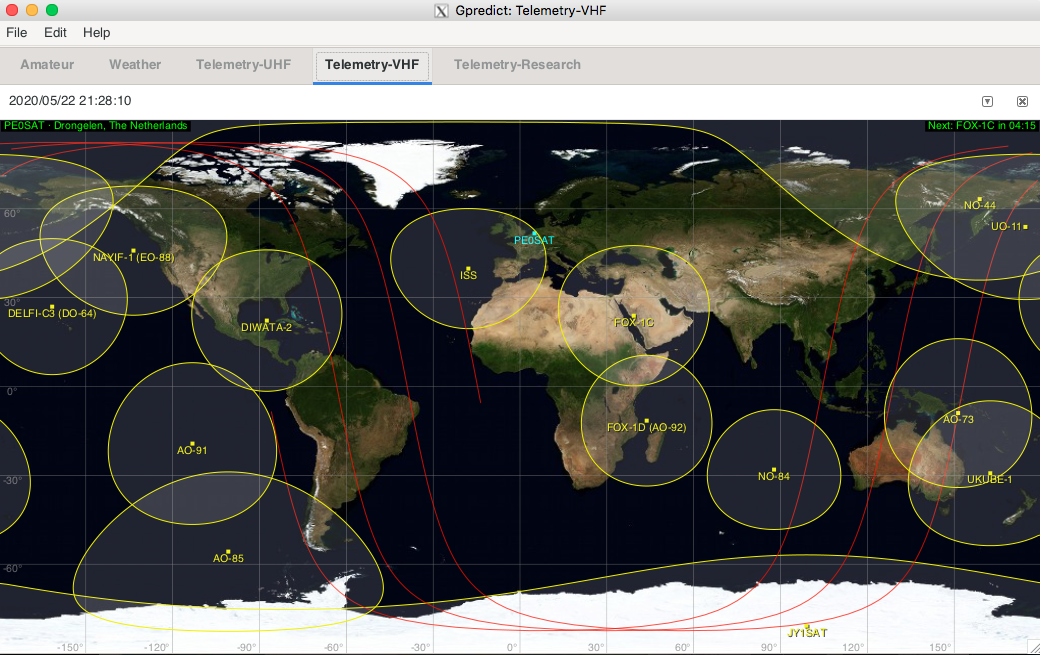 Gpredict: Telemetry-VHF
File Edit Help
Amateur Weather Telemetry-UHF Telemetry-VHF Telemetry-Research
2020/05/22 21:28:10
PE0SAT · Drongelen, The Netherlands Next: FOX-1C in 04:15
NO-44
60°
UO-11
PE0SAT
NAYIF-1 (EO-88)
ISS
30°
DELFI-C3 (DO-64)
FOX-1C
DIWATA-2
0°
AO-73
FOX-1D (AO-92)
AO-91
NO-84
-30°
UKUBE-1
AO-85
-60°
JY1SAT
-150° -120° -90° -60° -30° 0° 30° 60° 90° 120° 150°